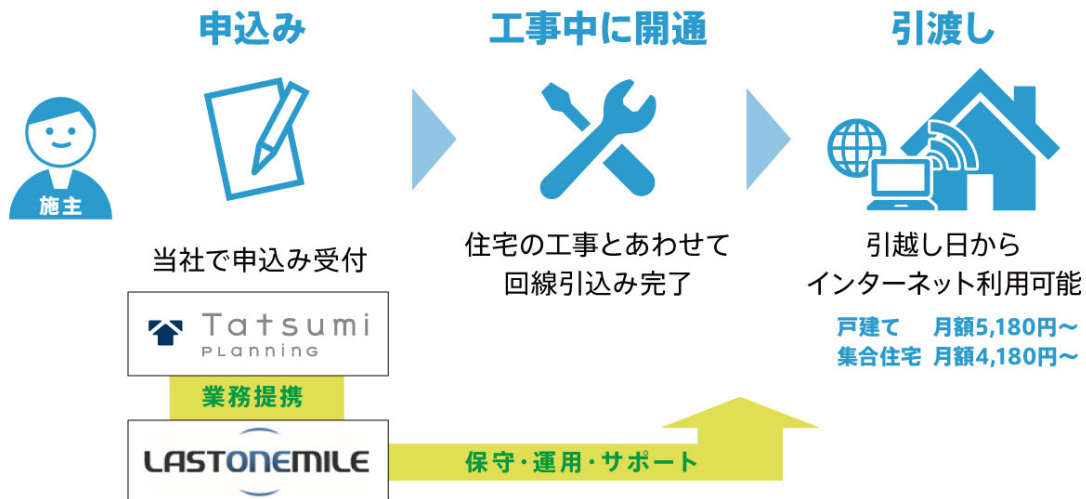 申込み
工事中に開通
引渡し
施主
当社で申込み受付
住宅の工事とあわせて
回線引込み完了
引越し日から
インターネット利用可能
戸建て 月額5,180円～
集合住宅 月額4,180円～
Tatsumi
PLanning
業務提携
LASTONEMILE
保守・運用・サポート